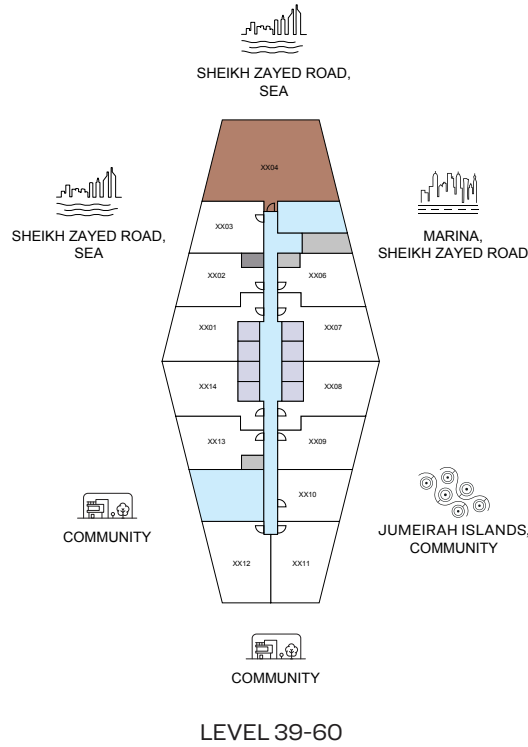 SHEIKH ZAYED ROAD,
SEA
XX04
SHEIKH ZAYED ROAD,
SEA
XX03
MARINA,
SHEIKH ZAYED ROAD
XX02
XX06
XX01
XX07
XX14
XX08
XX13
XX09
XX10
COMMUNITY
JUMEIRAH ISLANDS,
COMMUNITY
XX12
XX11
COMMUNITY
LEVEL 39-60